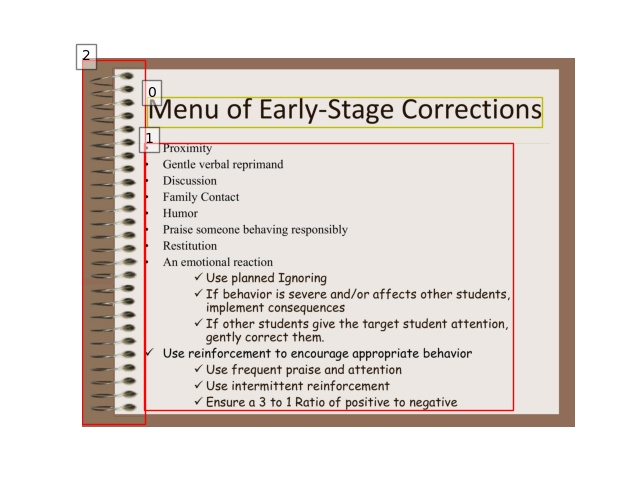 2
0
Menu of Early-Stage Corrections
1
• Proximity
• Gentle verbal reprimand
• Discussion
• Family Contact
• Humor
• Praise someone behaving responsibly
• Restitution
• An emotional reaction
✓ Use planned Ignoring
✓ If behavior is severe and/or affects other students,
implement consequences
✓ If other students give the target student attention,
gently correct them.
✓ Use reinforcement to encourage appropriate behavior
✓ Use frequent praise and attention
✓ Use intermittent reinforcement
✓ Ensure a 3 to 1 Ratio of positive to negative